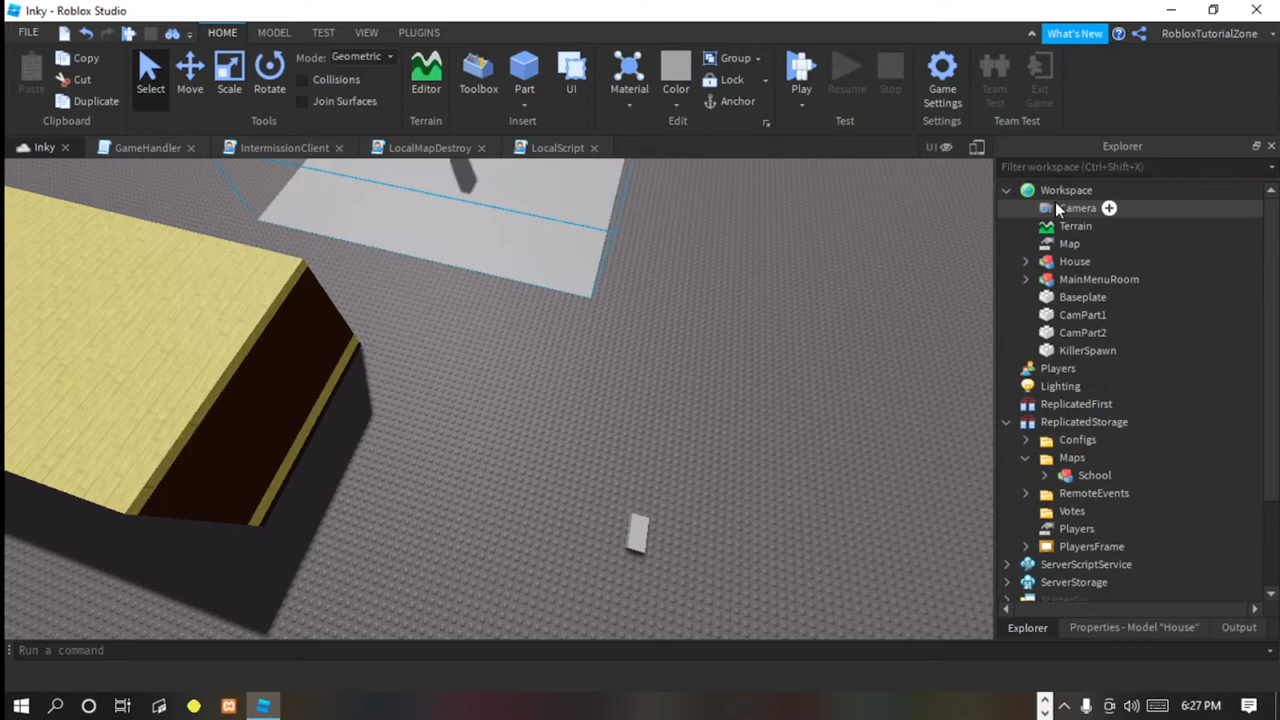 Inky - Roblox Studio
FILE HOME MODEL TEST VIEW PLUGINS What's New RobloxTutorialZone
Paste Copy Cut Duplicate Clipboard
Select Move Scale Rotate Mode: Geometric Collisions Join Surfaces Tools
Editor Terrain
Toolbox Part UI Insert
Material Color Group Lock Anchor Edit
Play Resume Stop Test
Game Settings Settings
Team Test Exit Game Team Test
Inky GameHandler IntermissionClient LocalMapDestroy LocalScript UI
Explorer
Filter workspace (Ctrl+Shift+X)
Workspace
Camera
Terrain
Map
House
MainMenuRoom
Baseplate
CamPart1
CamPart2
KillerSpawn
Players
Lighting
ReplicatedFirst
ReplicatedStorage
Configs
Maps
School
RemoteEvents
Votes
Players
PlayersFrame
ServerScriptService
ServerStorage
Explorer Properties - Model "House" Output
Run a command
6:27 PM